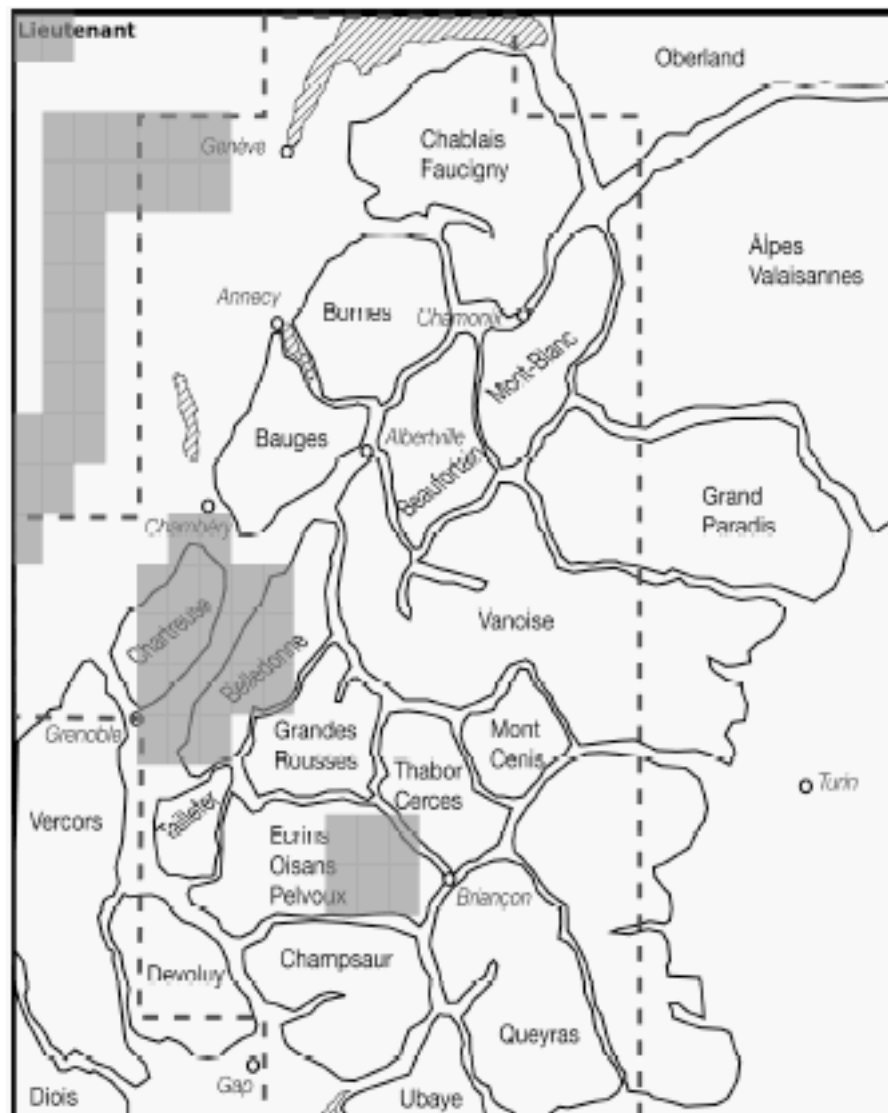 Lieutenant
Oberland
Genève
Chablais
Faucigny
Alpes
Valaisannes
Annecy
Bornes
Chamonix
Mont-Blanc
Bauges
Albertville
Beaufortain
Grand
Paradis
Chambéry
Chartreuse
Vanoise
Belledonne
Grenoble
Grandes
Rousses
Mont
Cenis
Thabor
Cerces
Turin
Vercors
Taillefer
Ecrins
Oisans
Pelvoux
Briançon
Devoluy
Champsaur
Queyras
Gap
Diois
Ubaye